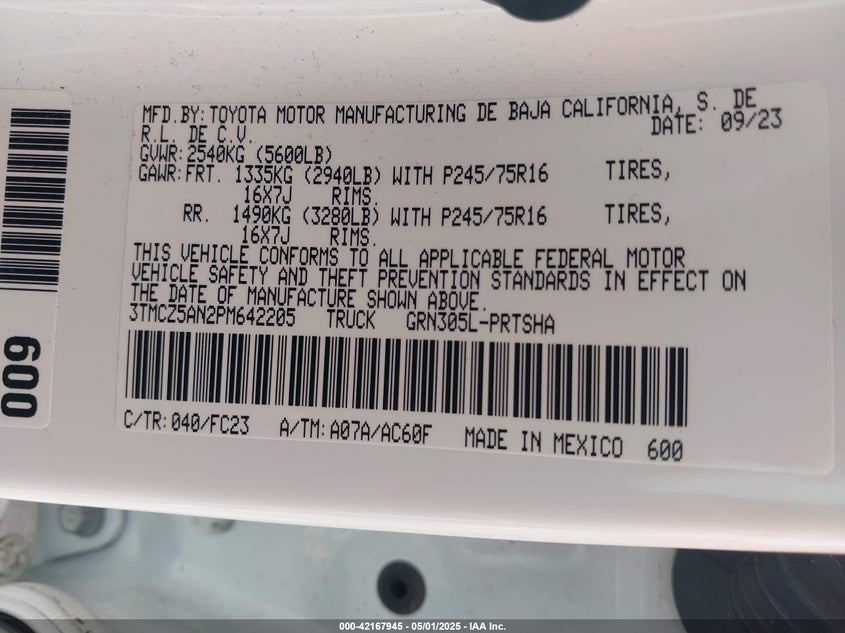 MFD.BY:TOYOTA MOTOR MANUFACTURING DE BAJA CALIFORNIA, S. DE
R.L. DE C.V. DATE: 09/23
GVWR:2540KG (5600LB)
GAWR:FRT. 1335KG (2940LB) WITH P245/75R16 TIRES,
16X7J RIMS.
RR. 1490KG (3280LB) WITH P245/75R16 TIRES,
16X7J RIMS.
THIS VEHICLE CONFORMS TO ALL APPLICABLE FEDERAL MOTOR
VEHICLE SAFETY AND THEFT PREVENTION STANDARDS IN EFFECT ON
THE DATE OF MANUFACTURE SHOWN ABOVE.
3TMCZ5AN2PM642205 TRUCK GRN305L-PRTSHA
C/TR:040/FC23 A/TM:A07A/AC60F MADE IN MEXICO 600
009
000-42167945 - 05/01/2025 - IAA Inc.